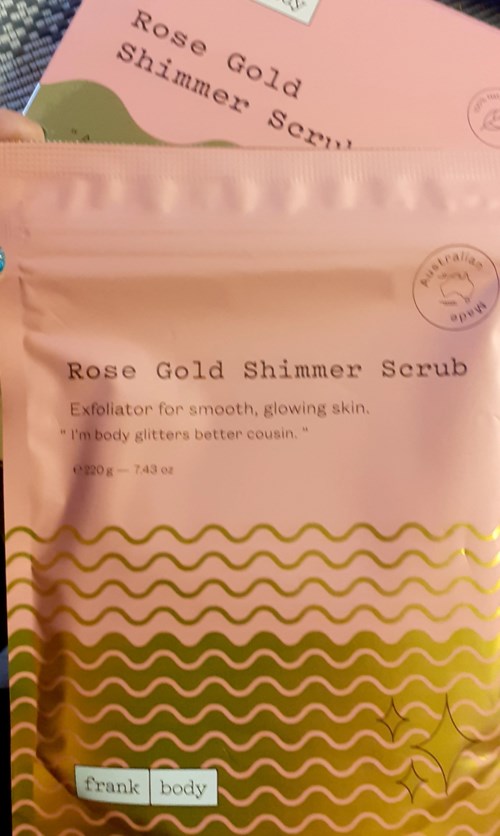 Rose Gold
Shimmer
Australian
Made
Rose Gold Shimmer Scrub
Exfoliator for smooth, glowing skin.
" I'm body glitters better cousin. "
℮ 220 g — 7.43 oz
frank body